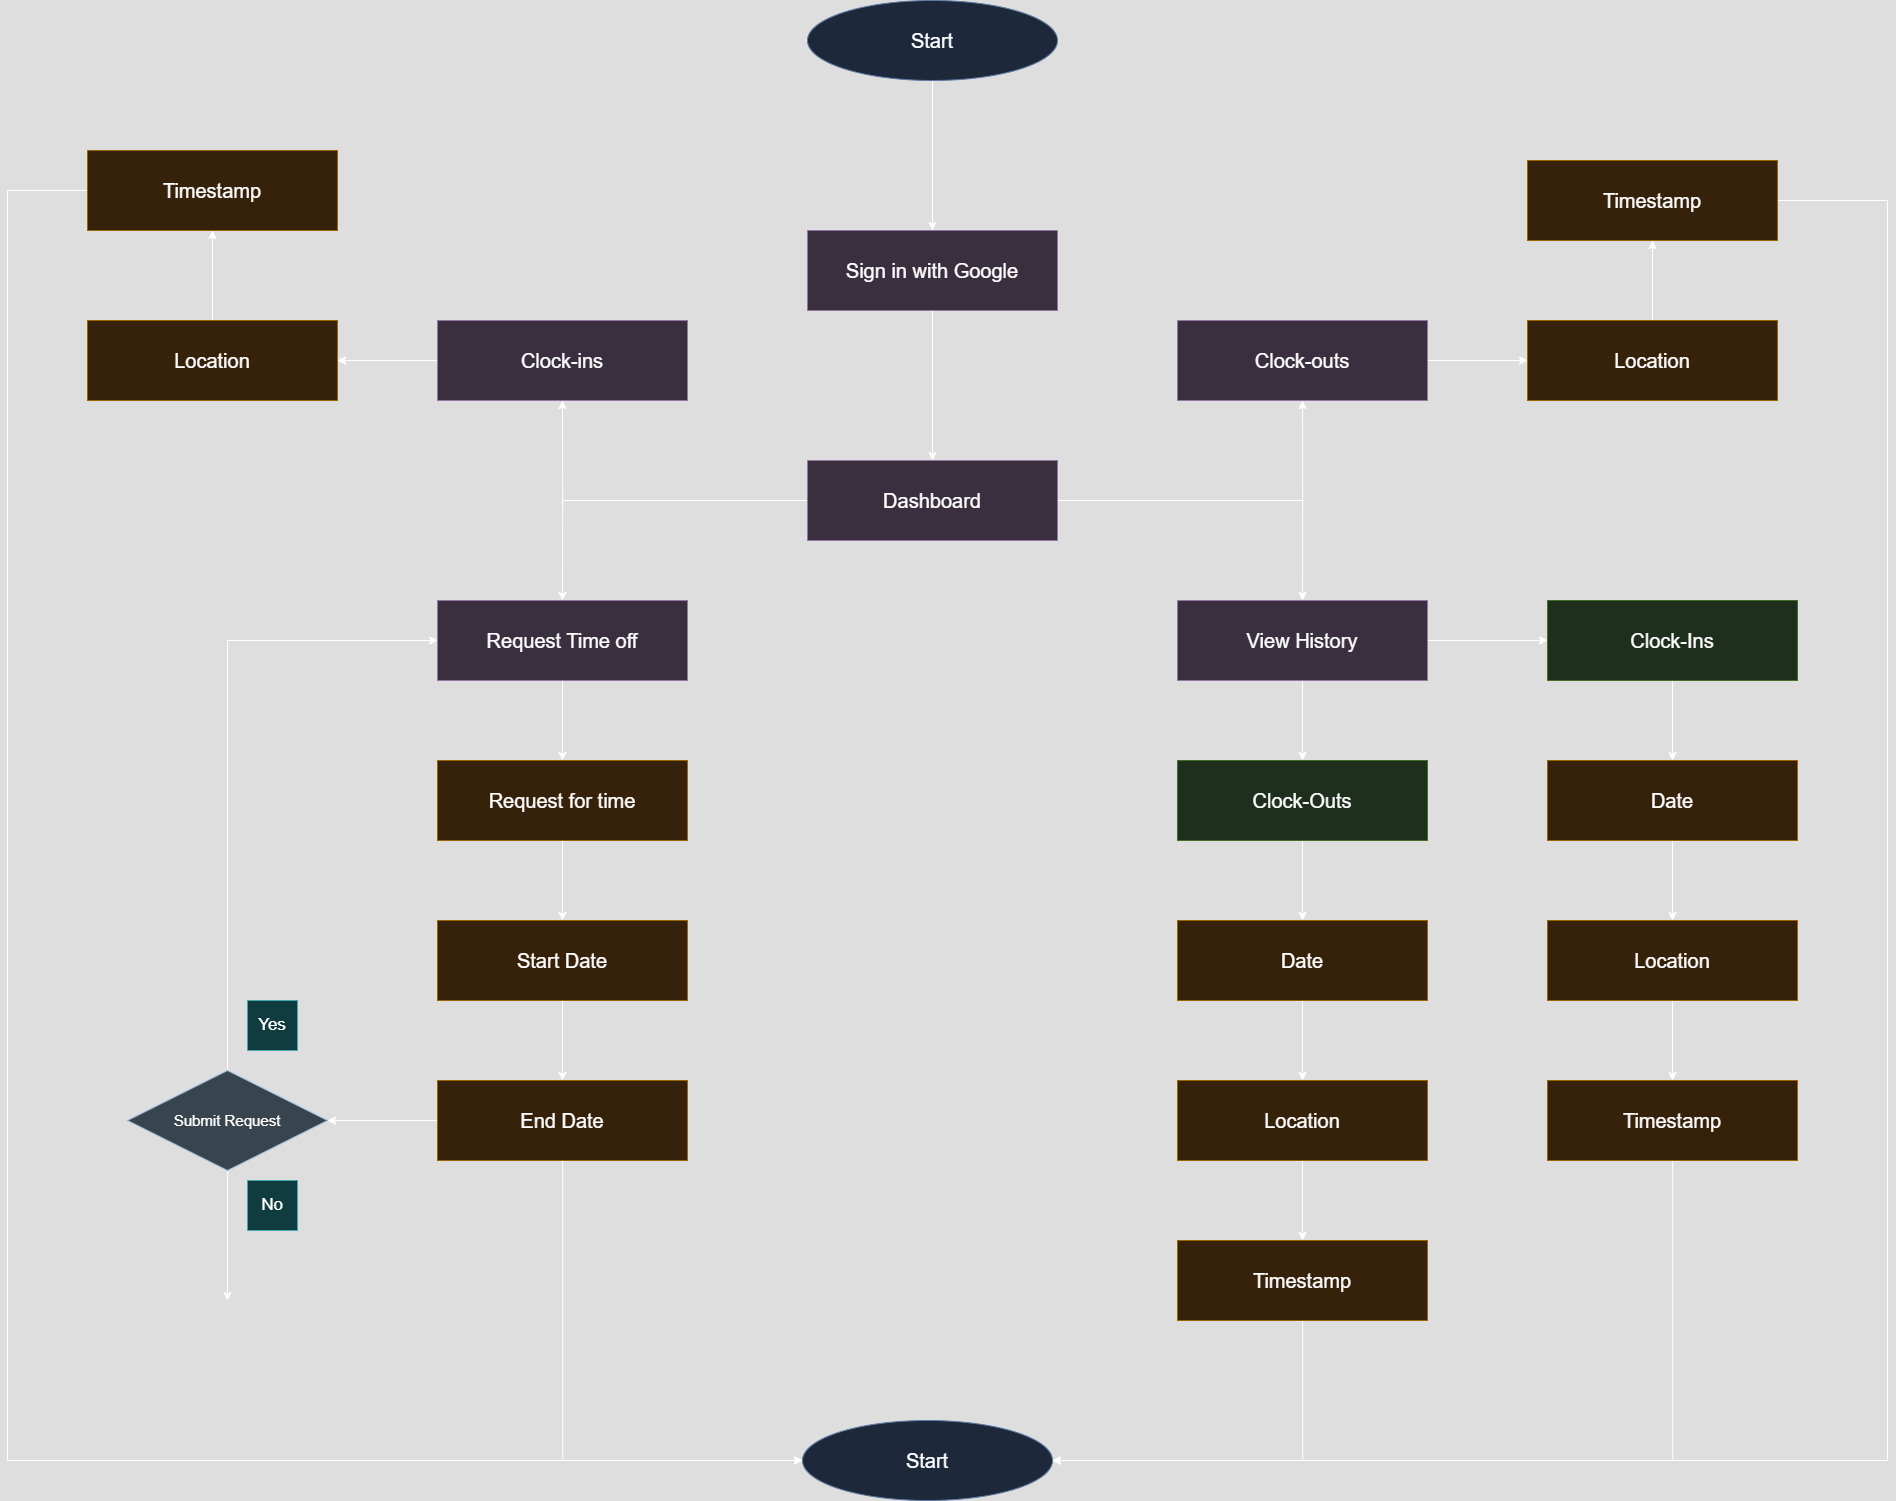 Start
Timestamp
Timestamp
Sign in with Google
Location
Clock-ins
Clock-outs
Location
Dashboard
Request Time off
View History
Clock-Ins
Request for time
Clock-Outs
Date
Start Date
Date
Location
Yes
Submit Request
End Date
Location
Timestamp
No
Timestamp
Start